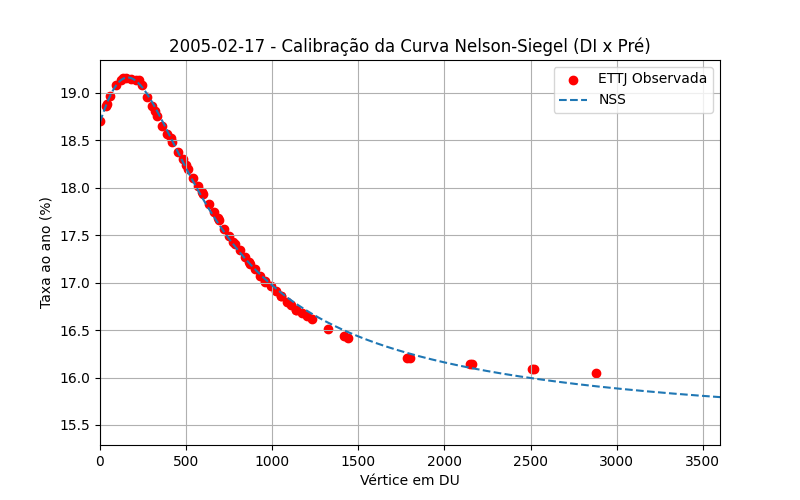 2005-02-17 - Calibração da Curva Nelson-Siegel (DI x Pré)
ETTJ Observada
NSS
Taxa ao ano (%)
19.0
18.5
18.0
17.5
17.0
16.5
16.0
15.5
0 500 1000 1500 2000 2500 3000 3500
Vértice em DU